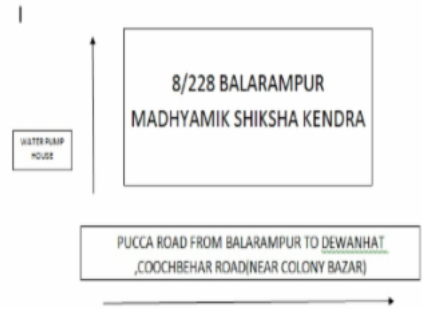 8/228 BALARAMPUR
MADHYAMIK SHIKSHA KENDRA
WATER PUMP
HOUSE
PUCCA ROAD FROM BALARAMPUR TO DEWANHAT
,COOCHBEHAR ROAD(NEAR COLONY BAZAR)